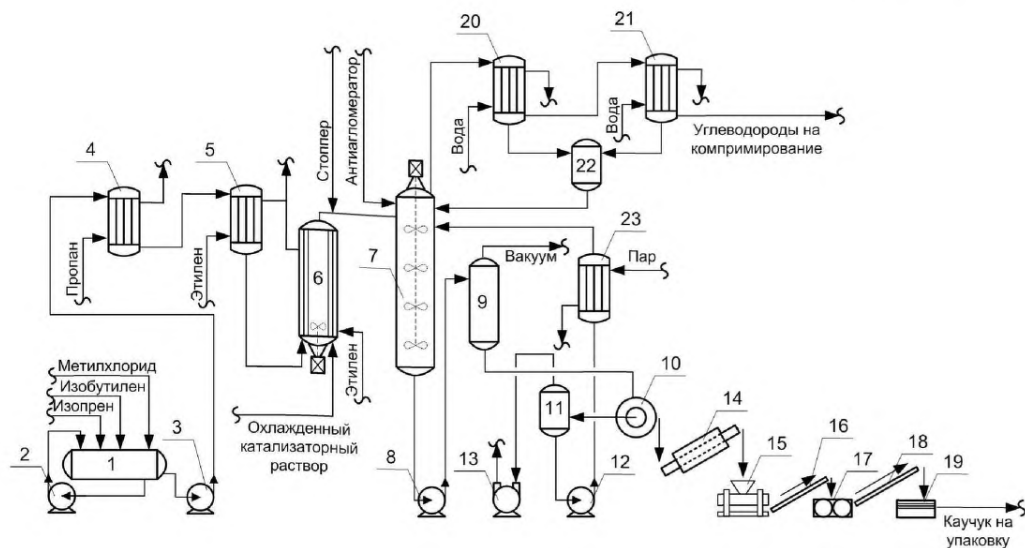 20
21
Стоппер
Антиагломератор
Вода
Вода
Углеводороды на
компримирование
4
5
22
23
Пропан
Этилен
6
7
9
Вакуум
Пар
Метилхлорид
Изобутилен
Изопрен
Этилен
10
14
11
15
16
18
1
2
3
Охлажденный
катализаторный
раствор
8
13
12
17
19
Каучук на
упаковку